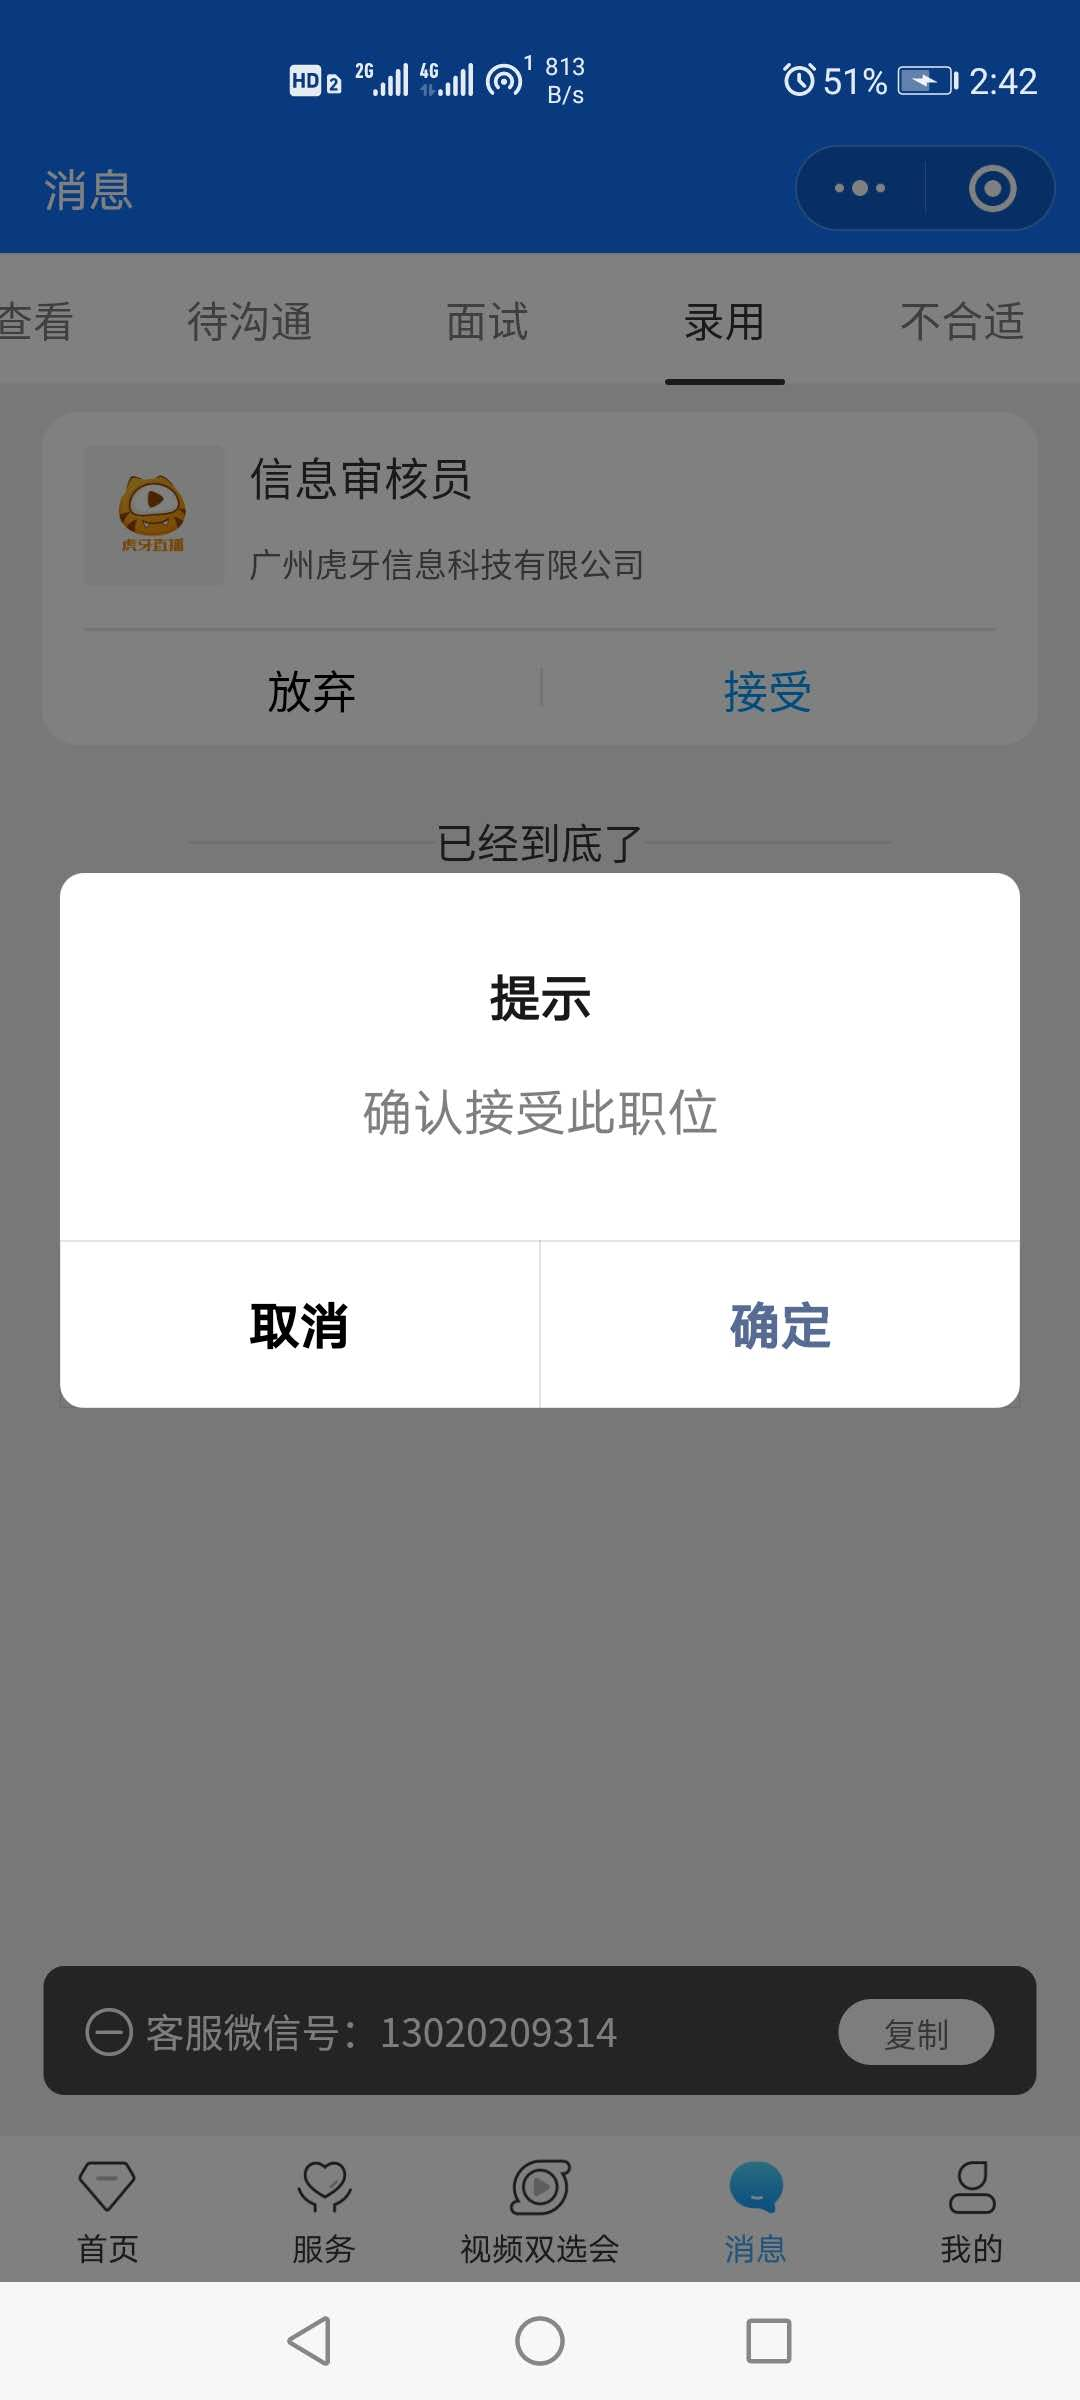 HD 2 2G 4G 1 813 B/s 51% 2:42
消息
查看 待沟通 面试 录用 不合适
信息审核员
虎牙直播
广州虎牙信息科技有限公司
放弃 接受
已经到底了
提示
确认接受此职位
取消 确定
客服微信号：13020209314 复制
首页 服务 视频双选会 消息 我的